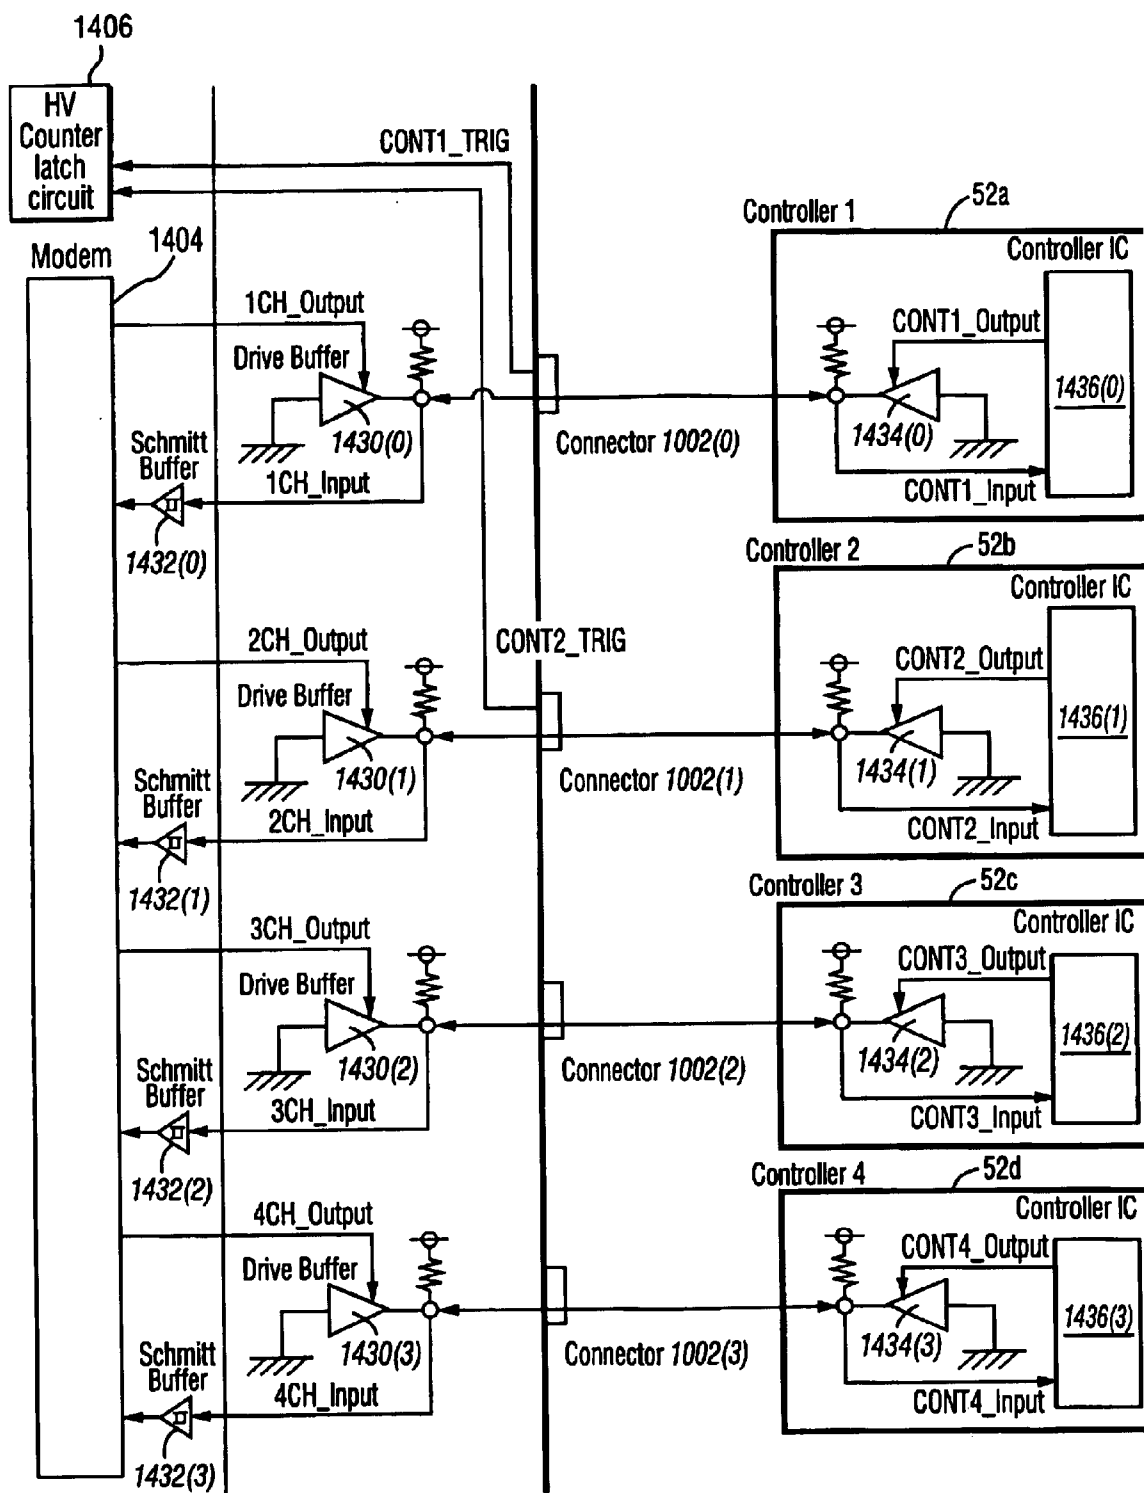 1406
HV
Counter
latch
circuit
CONT1_TRIG
Modem
1404
1CH_Output
Drive Buffer
1430(0)
Schmitt
Buffer
1CH_Input
1432(0)
Connector 1002(0)
Controller 1
52a
Controller IC
CONT1_Output
1436(0)
1434(0)
CONT1_Input
2CH_Output
CONT2_TRIG
Drive Buffer
1430(1)
Schmitt
Buffer
2CH_Input
1432(1)
Connector 1002(1)
Controller 2
52b
Controller IC
CONT2_Output
1436(1)
1434(1)
CONT2_Input
3CH_Output
Drive Buffer
1430(2)
Schmitt
Buffer
3CH_Input
1432(2)
Connector 1002(2)
Controller 3
52c
Controller IC
CONT3_Output
1436(2)
1434(2)
CONT3_Input
4CH_Output
Drive Buffer
1430(3)
Schmitt
Buffer
4CH_Input
1432(3)
Connector 1002(3)
Controller 4
52d
Controller IC
CONT4_Output
1436(3)
1434(3)
CONT4_Input